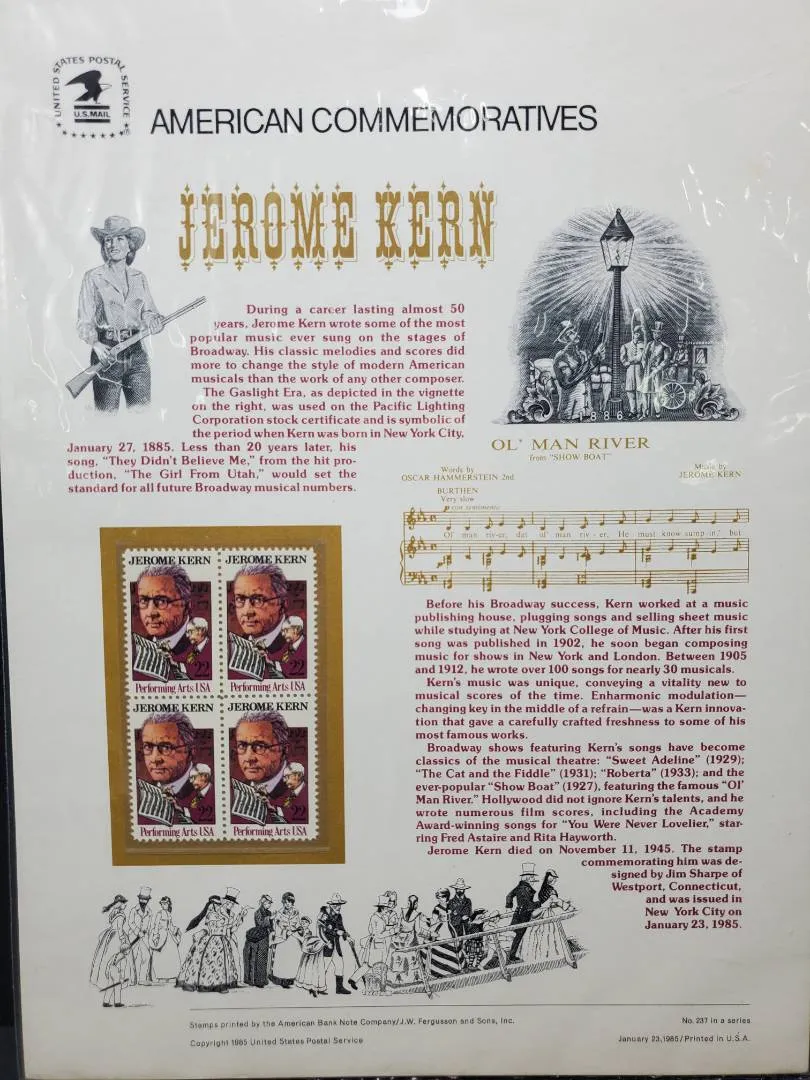 UNITED STATES POSTAL SERVICE
U.S.MAIL
AMERICAN COMMEMORATIVES
JEROME KERN
During a career lasting almost 50
years, Jerome Kern wrote some of the most
popular music ever sung on the stages of
Broadway. His classic melodies and scores did
more to change the style of modern American
musicals than the work of any other composer.
The Gaslight Era, as depicted in the vignette
on the right, was used on the Pacific Lighting
Corporation stock certificate and is symbolic of
the period when Kern was born in New York City,
January 27, 1885. Less than 20 years later, his
song, "They Didn't Believe Me," from the hit pro-
duction, "The Girl From Utah," would set the
standard for all future Broadway musical numbers.
1886
OL' MAN RIVER
from "SHOW BOAT"
Words by
OSCAR HAMMERSTEIN 2nd
Music by
JEROME KERN
BURTHEN
Very slow
p (con sentimento)
Ol' man riv-er, dat ol' man riv-er, He must know sump-in,' but
JEROME KERN
22
Performing Arts USA
JEROME KERN
22
Performing Arts USA
JEROME KERN
22
Performing Arts USA
JEROME KERN
22
Performing Arts USA
Before his Broadway success, Kern worked at a music
publishing house, plugging songs and selling sheet music
while studying at New York College of Music. After his first
song was published in 1902, he soon began composing
music for shows in New York and London. Between 1905
and 1912, he wrote over 100 songs for nearly 30 musicals.
Kern's music was unique, conveying a vitality new to
musical scores of the time. Enharmonic modulation—
changing key in the middle of a refrain—was a Kern innova-
tion that gave a carefully crafted freshness to some of his
most famous works.
Broadway shows featuring Kern's songs have become
classics of the musical theatre: "Sweet Adeline" (1929);
"The Cat and the Fiddle" (1931); "Roberta" (1933); and the
ever-popular "Show Boat" (1927), featuring the famous "Ol'
Man River." Hollywood did not ignore Kern's talents, and he
wrote numerous film scores, including the Academy
Award-winning songs for "You Were Never Lovelier," star-
ring Fred Astaire and Rita Hayworth.
Jerome Kern died on November 11, 1945. The stamp
commemorating him was de-
signed by Jim Sharpe of
Westport, Connecticut,
and was issued in
New York City on
January 23, 1985.
Stamps printed by the American Bank Note Company/J.W. Fergusson and Sons, Inc.
No. 237 in a series
Copyright 1985 United States Postal Service
January 23, 1985/Printed in U.S.A.